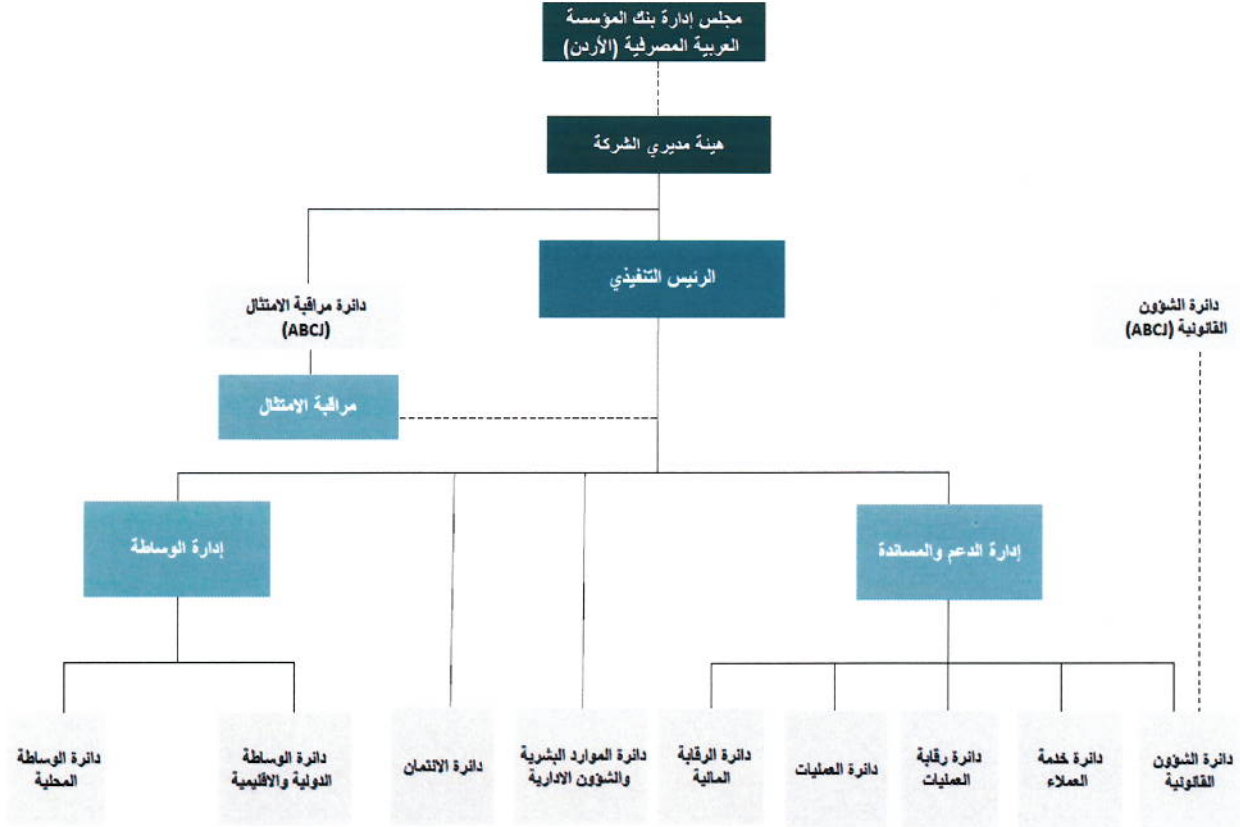 مجلس إدارة بنك المؤسسة
العربية المصرفية (الأردن)
هيئة مديري الشركة
الرئيس التنفيذي
دائرة مراقبة الامتثال
(ABCJ)
دائرة الشؤون
القانونية (ABCJ)
مراقبة الامتثال
إدارة الدعم والمساندة
إدارة الوساطة
دائرة الشؤون
القانونية
دائرة خدمة
العملاء
دائرة رقابة
العمليات
دائرة العمليات
دائرة الرقابة
المالية
دائرة الموارد البشرية
والشؤون الادارية
دائرة الائتمان
دائرة الوساطة
الدولية والاقليمية
دائرة الوساطة
المحلية